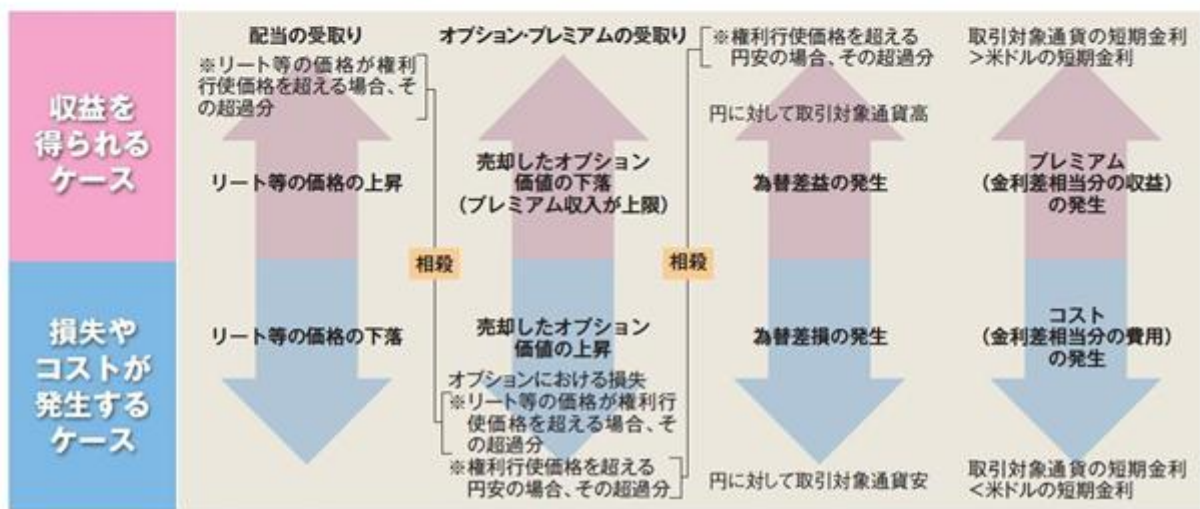 収益を
得られる
ケース
配当の受取り
※リート等の価格が権利
行使価格を超える場合、そ
の超過分
リート等の価格の上昇
オプション・プレミアムの受取り
売却したオプション
価値の下落
(プレミアム収入が上限)
※権利行使価格を超える
円安の場合、その超過分
円に対して取引対象通貨高
為替差益の発生
取引対象通貨の短期金利
>米ドルの短期金利
プレミアム
(金利差相当分の収益)
の発生
相殺
相殺
損失や
コストが
発生する
ケース
リート等の価格の下落
売却したオプション
価値の上昇
オプションにおける損失
※リート等の価格が権利行
使価格を超える場合、そ
の超過分
※権利行使価格を超える
円安の場合、その超過分
為替差損の発生
円に対して取引対象通貨安
コスト
(金利差相当分の費用)
の発生
取引対象通貨の短期金利
<米ドルの短期金利